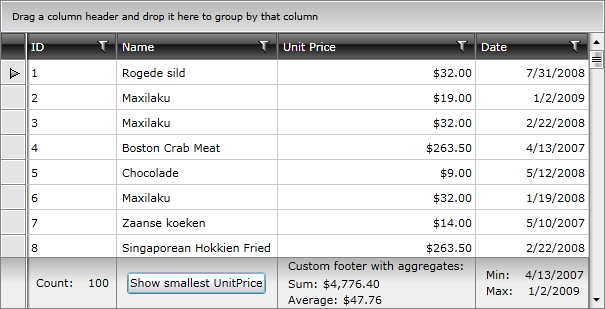 Drag a column header and drop it here to group by that column
ID Name Unit Price Date
1 Rogede sild $32.00 7/31/2008
2 Maxilaku $19.00 1/2/2009
3 Maxilaku $32.00 2/22/2008
4 Boston Crab Meat $263.50 4/13/2007
5 Chocolade $9.00 5/12/2008
6 Maxilaku $32.00 1/19/2008
7 Zaanse koeken $14.00 5/10/2007
8 Singaporean Hokkien Fried $263.50 2/22/2008
Count: 100
Show smallest UnitPrice
Custom footer with aggregates:
Sum: $4,776.40
Average: $47.76
Min: 4/13/2007
Max: 1/2/2009